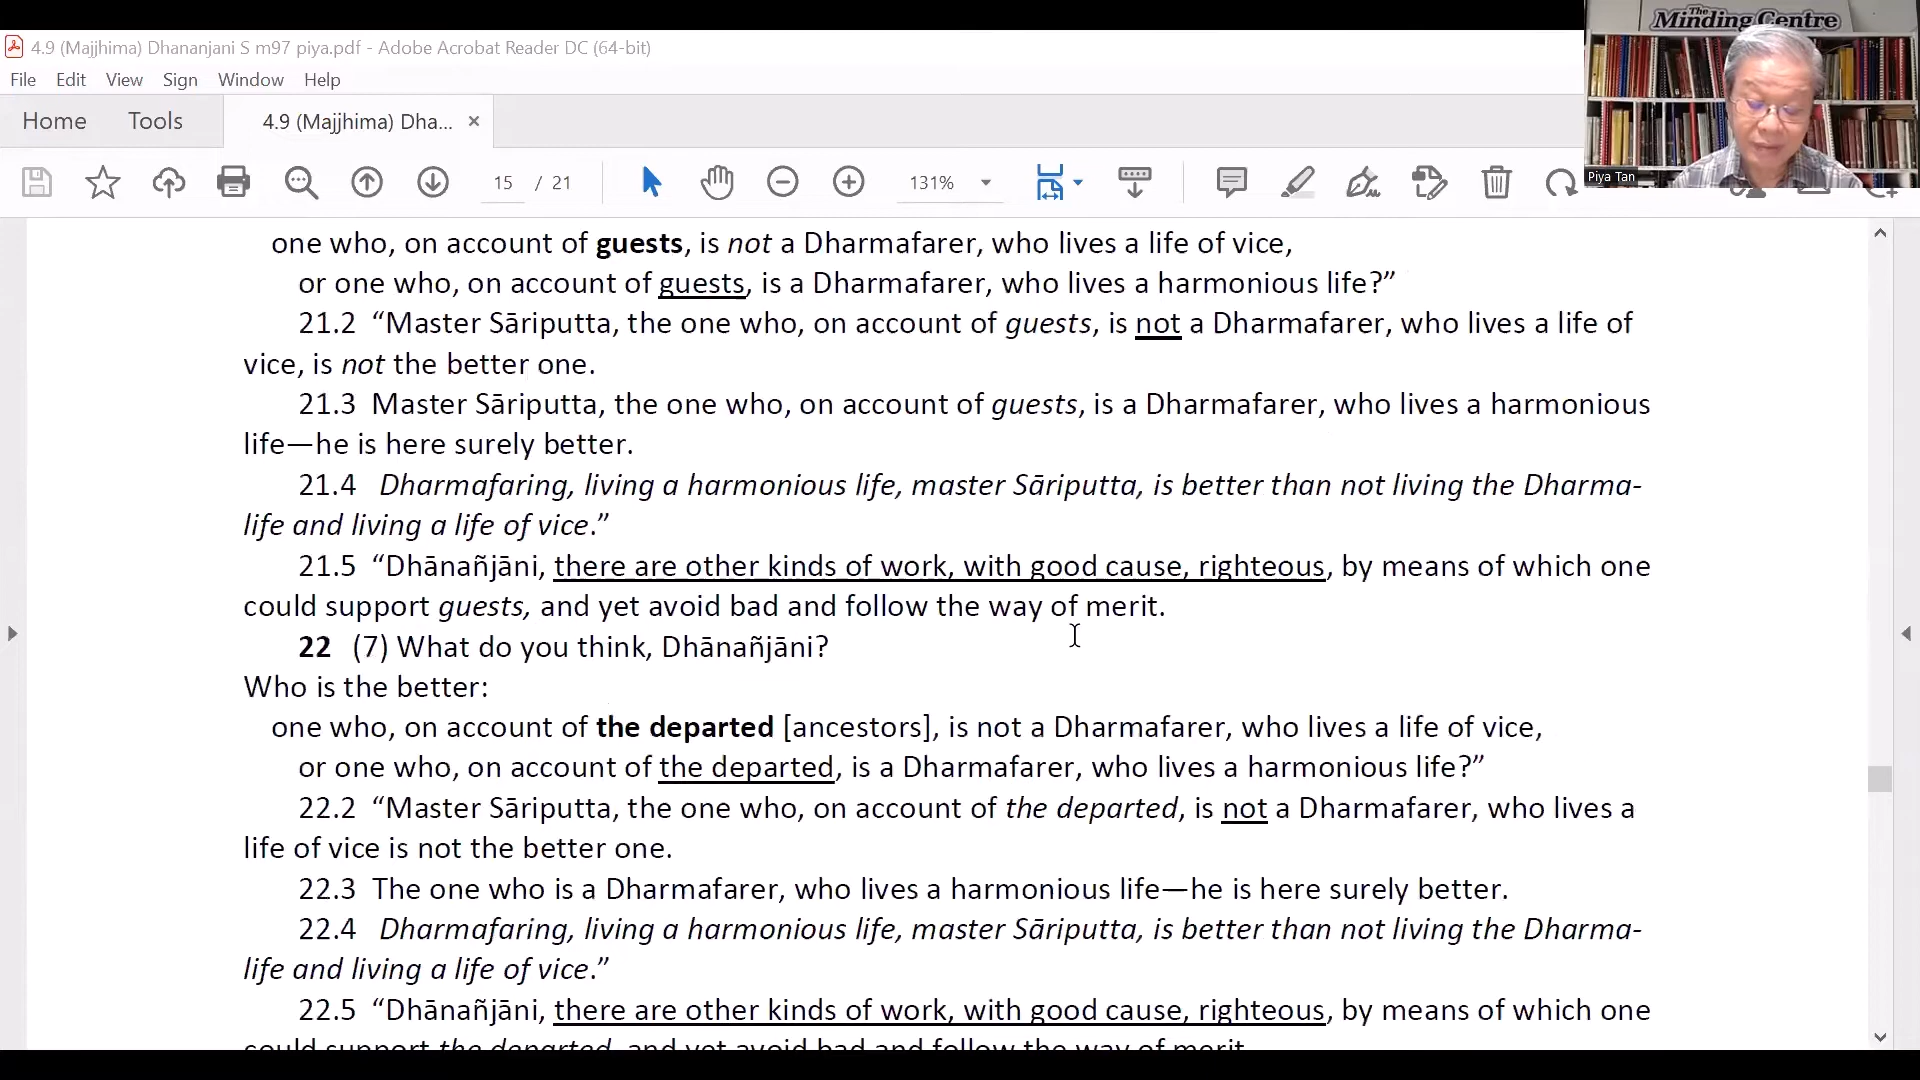 The
Minding Centre
4.9 (Majjhima) Dhananjani S m97 piya.pdf - Adobe Acrobat Reader DC (64-bit)
File Edit View Sign Window Help
Home Tools 4.9 (Majjhima) Dha... ×
15 / 21 131%
Piya Tan
one who, on account of guests, is not a Dharmafarer, who lives a life of vice,
or one who, on account of guests, is a Dharmafarer, who lives a harmonious life?”
21.2 “Master Sāriputta, the one who, on account of guests, is not a Dharmafarer, who lives a life of
vice, is not the better one.
21.3 Master Sāriputta, the one who, on account of guests, is a Dharmafarer, who lives a harmonious
life—he is here surely better.
21.4 Dharmafaring, living a harmonious life, master Sāriputta, is better than not living the Dharma-
life and living a life of vice.”
21.5 “Dhānañjāni, there are other kinds of work, with good cause, righteous, by means of which one
could support guests, and yet avoid bad and follow the way of merit.
22 (7) What do you think, Dhānañjāni?
Who is the better:
one who, on account of the departed [ancestors], is not a Dharmafarer, who lives a life of vice,
or one who, on account of the departed, is a Dharmafarer, who lives a harmonious life?”
22.2 “Master Sāriputta, the one who, on account of the departed, is not a Dharmafarer, who lives a
life of vice is not the better one.
22.3 The one who is a Dharmafarer, who lives a harmonious life—he is here surely better.
22.4 Dharmafaring, living a harmonious life, master Sāriputta, is better than not living the Dharma-
life and living a life of vice.”
22.5 “Dhānañjāni, there are other kinds of work, with good cause, righteous, by means of which one
could support the departed, and yet avoid bad and follow the way of merit.